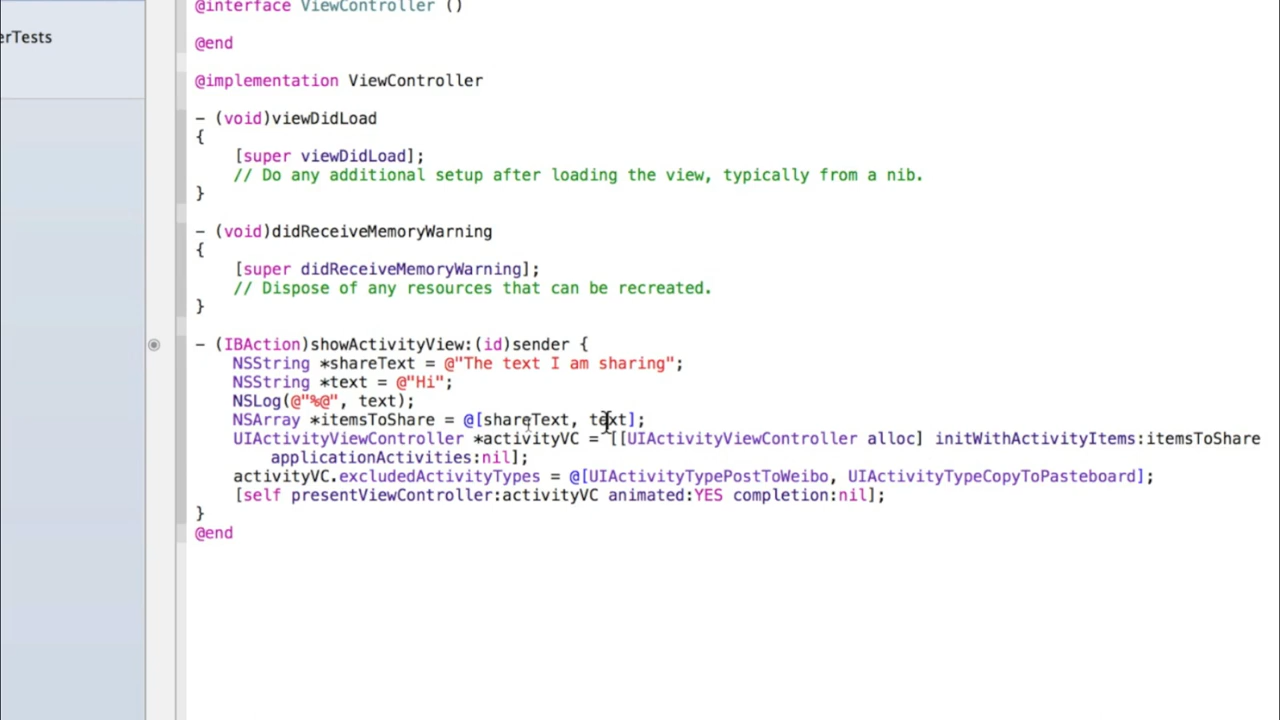 @interface ViewController ()
erTests
@end
@implementation ViewController
- (void)viewDidLoad
{
[super viewDidLoad];
// Do any additional setup after loading the view, typically from a nib.
}
- (void)didReceiveMemoryWarning
{
[super didReceiveMemoryWarning];
// Dispose of any resources that can be recreated.
}
- (IBAction)showActivityView:(id)sender {
NSString *shareText = @"The text I am sharing";
NSString *text = @"Hi";
NSLog(@"%@", text);
NSArray *itemsToShare = @[shareText, text];
UIActivityViewController *activityVC = [[UIActivityViewController alloc] initWithActivityItems:itemsToShare
applicationActivities:nil];
activityVC.excludedActivityTypes = @[UIActivityTypePostToWeibo, UIActivityTypeCopyToPasteboard];
[self presentViewController:activityVC animated:YES completion:nil];
}
@end